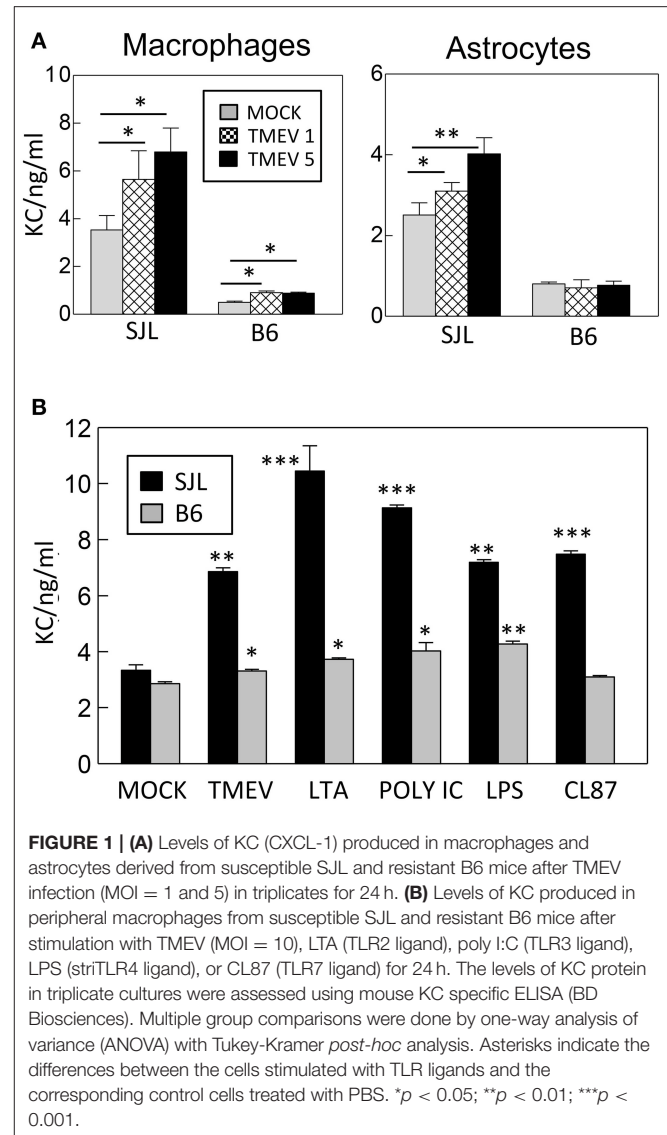 A
Macrophages
Astrocytes
KC/ng/ml
10
8
6
4
2
0
*
*
MOCK
TMEV 1
TMEV 5
*
*
SJL
B6
6
4
2
0
**
*
SJL
B6
B
KC/ng/ml
12
10
8
6
4
2
0
SJL
B6
**
*
***
*
***
*
**
**
***
MOCK TMEV LTA POLY IC LPS CL87
FIGURE 1 | (A) Levels of KC (CXCL-1) produced in macrophages and
astrocytes derived from susceptible SJL and resistant B6 mice after TMEV
infection (MOI = 1 and 5) in triplicates for 24 h. (B) Levels of KC produced in
peripheral macrophages from susceptible SJL and resistant B6 mice after
stimulation with TMEV (MOI = 10), LTA (TLR2 ligand), poly I:C (TLR3 ligand),
LPS (striTLR4 ligand), or CL87 (TLR7 ligand) for 24 h. The levels of KC protein
in triplicate cultures were assessed using mouse KC specific ELISA (BD
Biosciences). Multiple group comparisons were done by one-way analysis of
variance (ANOVA) with Tukey-Kramer post-hoc analysis. Asterisks indicate the
differences between the cells stimulated with TLR ligands and the
corresponding control cells treated with PBS. *p < 0.05; **p < 0.01; ***p <
0.001.